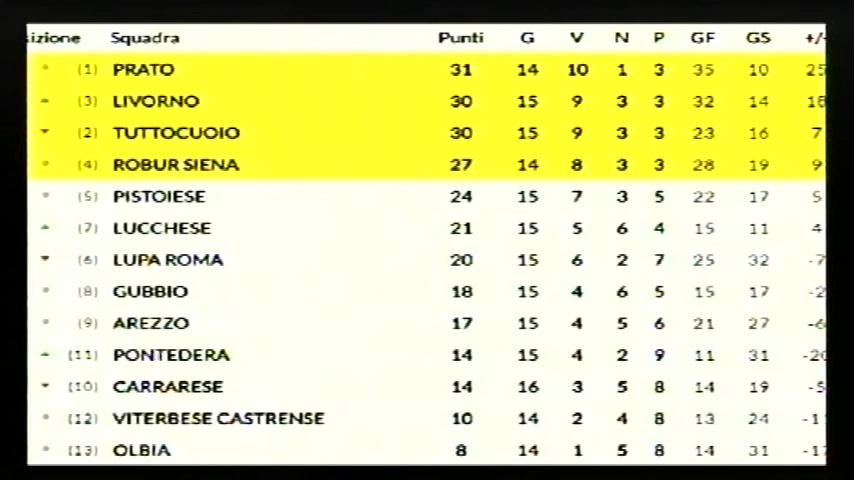 izione Squadra Punti G V N P GF GS +/-
(1) PRATO 31 14 10 1 3 35 10 25
(3) LIVORNO 30 15 9 3 3 32 14 18
(2) TUTTOCUOIO 30 15 9 3 3 23 16 7
(4) ROBUR SIENA 27 14 8 3 3 28 19 9
(5) PISTOIESE 24 15 7 3 5 22 17 5
(7) LUCCHESE 21 15 5 6 4 15 11 4
(6) LUPA ROMA 20 15 6 2 7 25 32 -7
(8) GUBBIO 18 15 4 6 5 15 17 -2
(9) AREZZO 17 15 4 5 6 21 27 -6
(11) PONTEDERA 14 15 4 2 9 11 31 -20
(10) CARRARESE 14 16 3 5 8 14 19 -5
(12) VITERBESE CASTRENSE 10 14 2 4 8 13 24 -11
(13) OLBIA 8 14 1 5 8 14 31 -17